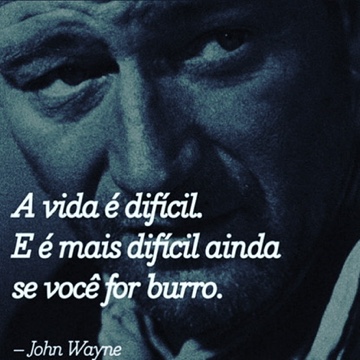 A vida é difícil.
E é mais difícil ainda
se você for burro.
– John Wayne